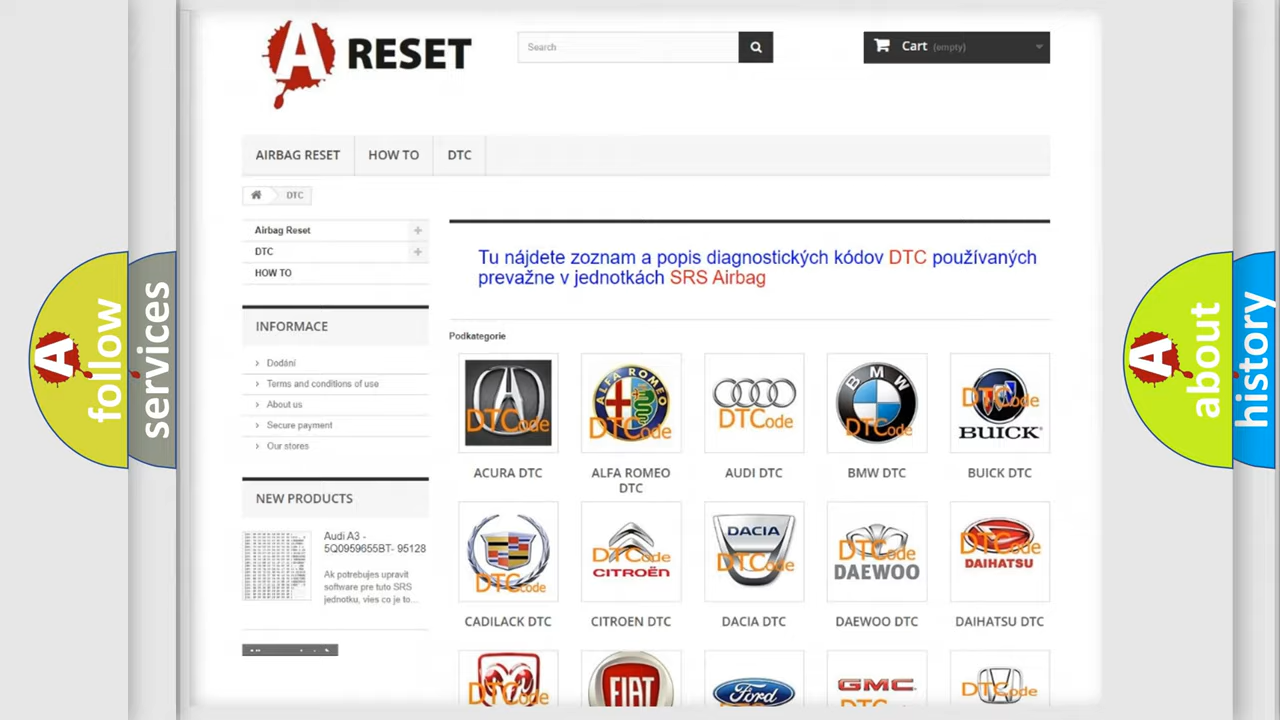 A RESET
Search
Cart (empty)
AIRBAG RESET
HOW TO
DTC
DTC
Airbag Reset
DTC
HOW TO
INFORMACE
Dodání
Terms and conditions of use
About us
Secure payment
Our stores
NEW PRODUCTS
Audi A3 -
5Q0959655BT- 95128
Ak potrebujes upravit
software pre tuto SRS
jednotku, vies co je to...
Tu nájdete zoznam a popis diagnostických kódov DTC používaných
prevažne v jednotkách SRS Airbag
Podkategorie
DTCode
ALFA ROMEO
DTCode
DTCode
BMW
DTCode
DTCode
BUICK
ACURA DTC
ALFA ROMEO
DTC
AUDI DTC
BMW DTC
BUICK DTC
DTCode
DTCode
CITROËN
DACIA
DTCode
DTCode
DAEWOO
DTCode
DAIHATSU
CADILACK DTC
CITROEN DTC
DACIA DTC
DAEWOO DTC
DAIHATSU DTC
DTCode
FIAT
Ford
GMC
DTCode
A follow
services
A about
history